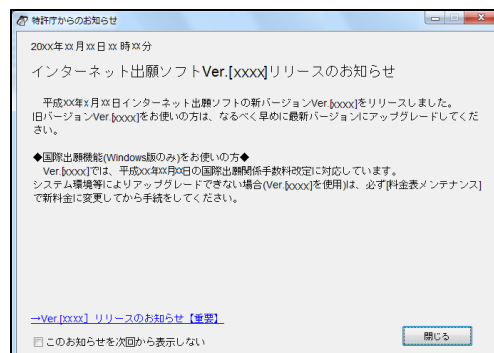 特許庁からのお知らせ
20xx年xx月xx日xx時xx分
インターネット出願ソフトVer.[xxxx]リリースのお知らせ
平成xx年x月xx日インターネット出願ソフトの新バージョンVer.[xxxx]をリリースしました。
旧バージョンVer.[xxxx]をお使いの方は、なるべく早めに最新バージョンにアップグレードしてくだ
さい。
◆国際出願機能(Windows版のみ)をお使いの方◆
Ver.[xxxx]では、平成xx年xx月xx日の国際出願関係手数料改定に対応しています。
システム環境等によりアップグレードできない場合(Ver.[xxxx]を使用)は、必ず[料金表メンテナンス]
で新料金に変更してから手続をしてください。
→Ver.[xxxx] リリースのお知らせ【重要】
このお知らせを次回から表示しない
閉じる